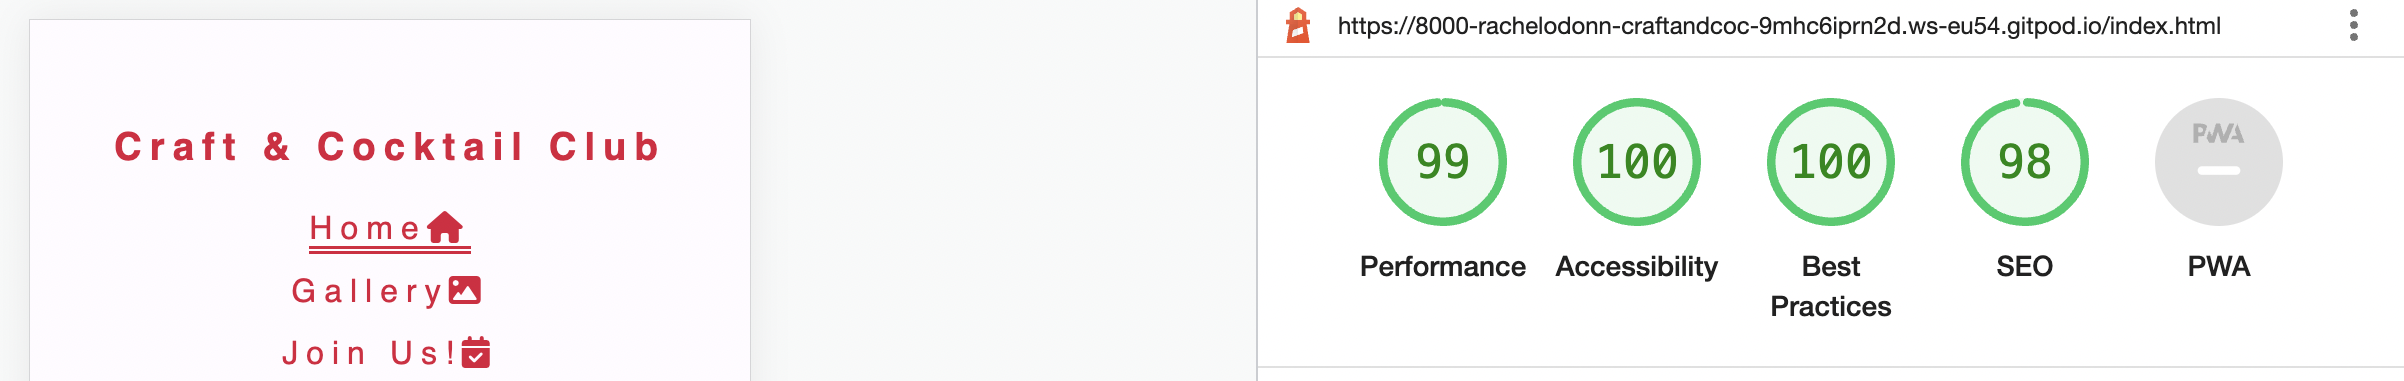 Craft & Cocktail Club
Home
Gallery
Join Us!
https://8000-rachelodonn-craftandcoc-9mhc6iprn2d.ws-eu54.gitpod.io/index.html
99
100
100
98
PWA
Performance
Accessibility
Best
Practices
SEO
PWA